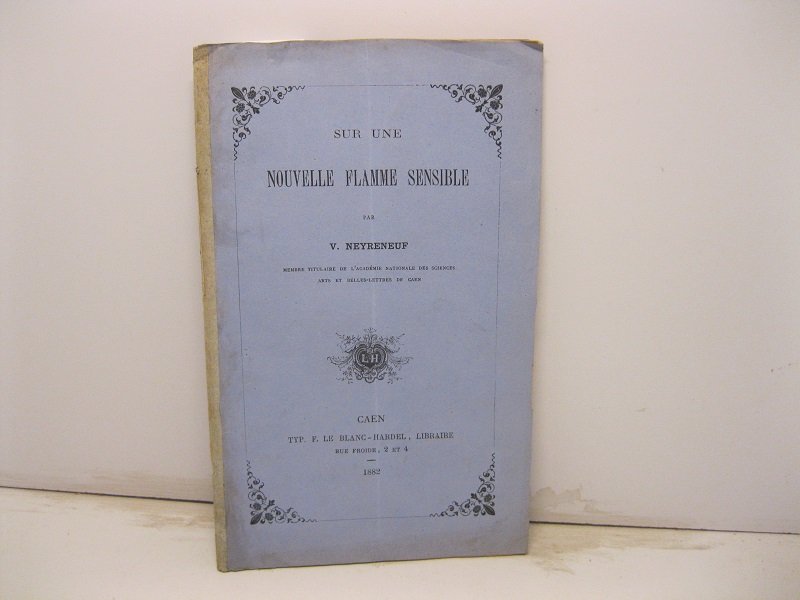 SUR UNE
NOUVELLE FLAMME SENSIBLE
PAR
V. NEYRENEUF
MEMBRE TITULAIRE DE L'ACADÉMIE NATIONALE DES SCIENCES,
ARTS ET BELLES-LETTRES DE CAEN
LH
CAEN
TYP. F. LE BLANC-HARDEL, LIBRAIRE
RUE FROIDE, 2 ET 4
1882